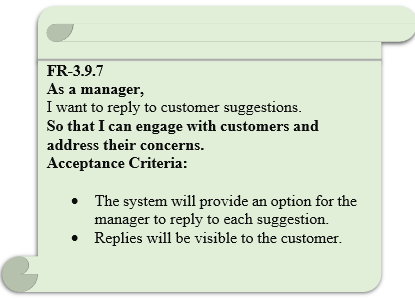 FR-3.9.7
As a manager,
I want to reply to customer suggestions.
So that I can engage with customers and
address their concerns.
Acceptance Criteria:
• The system will provide an option for the
manager to reply to each suggestion.
• Replies will be visible to the customer.